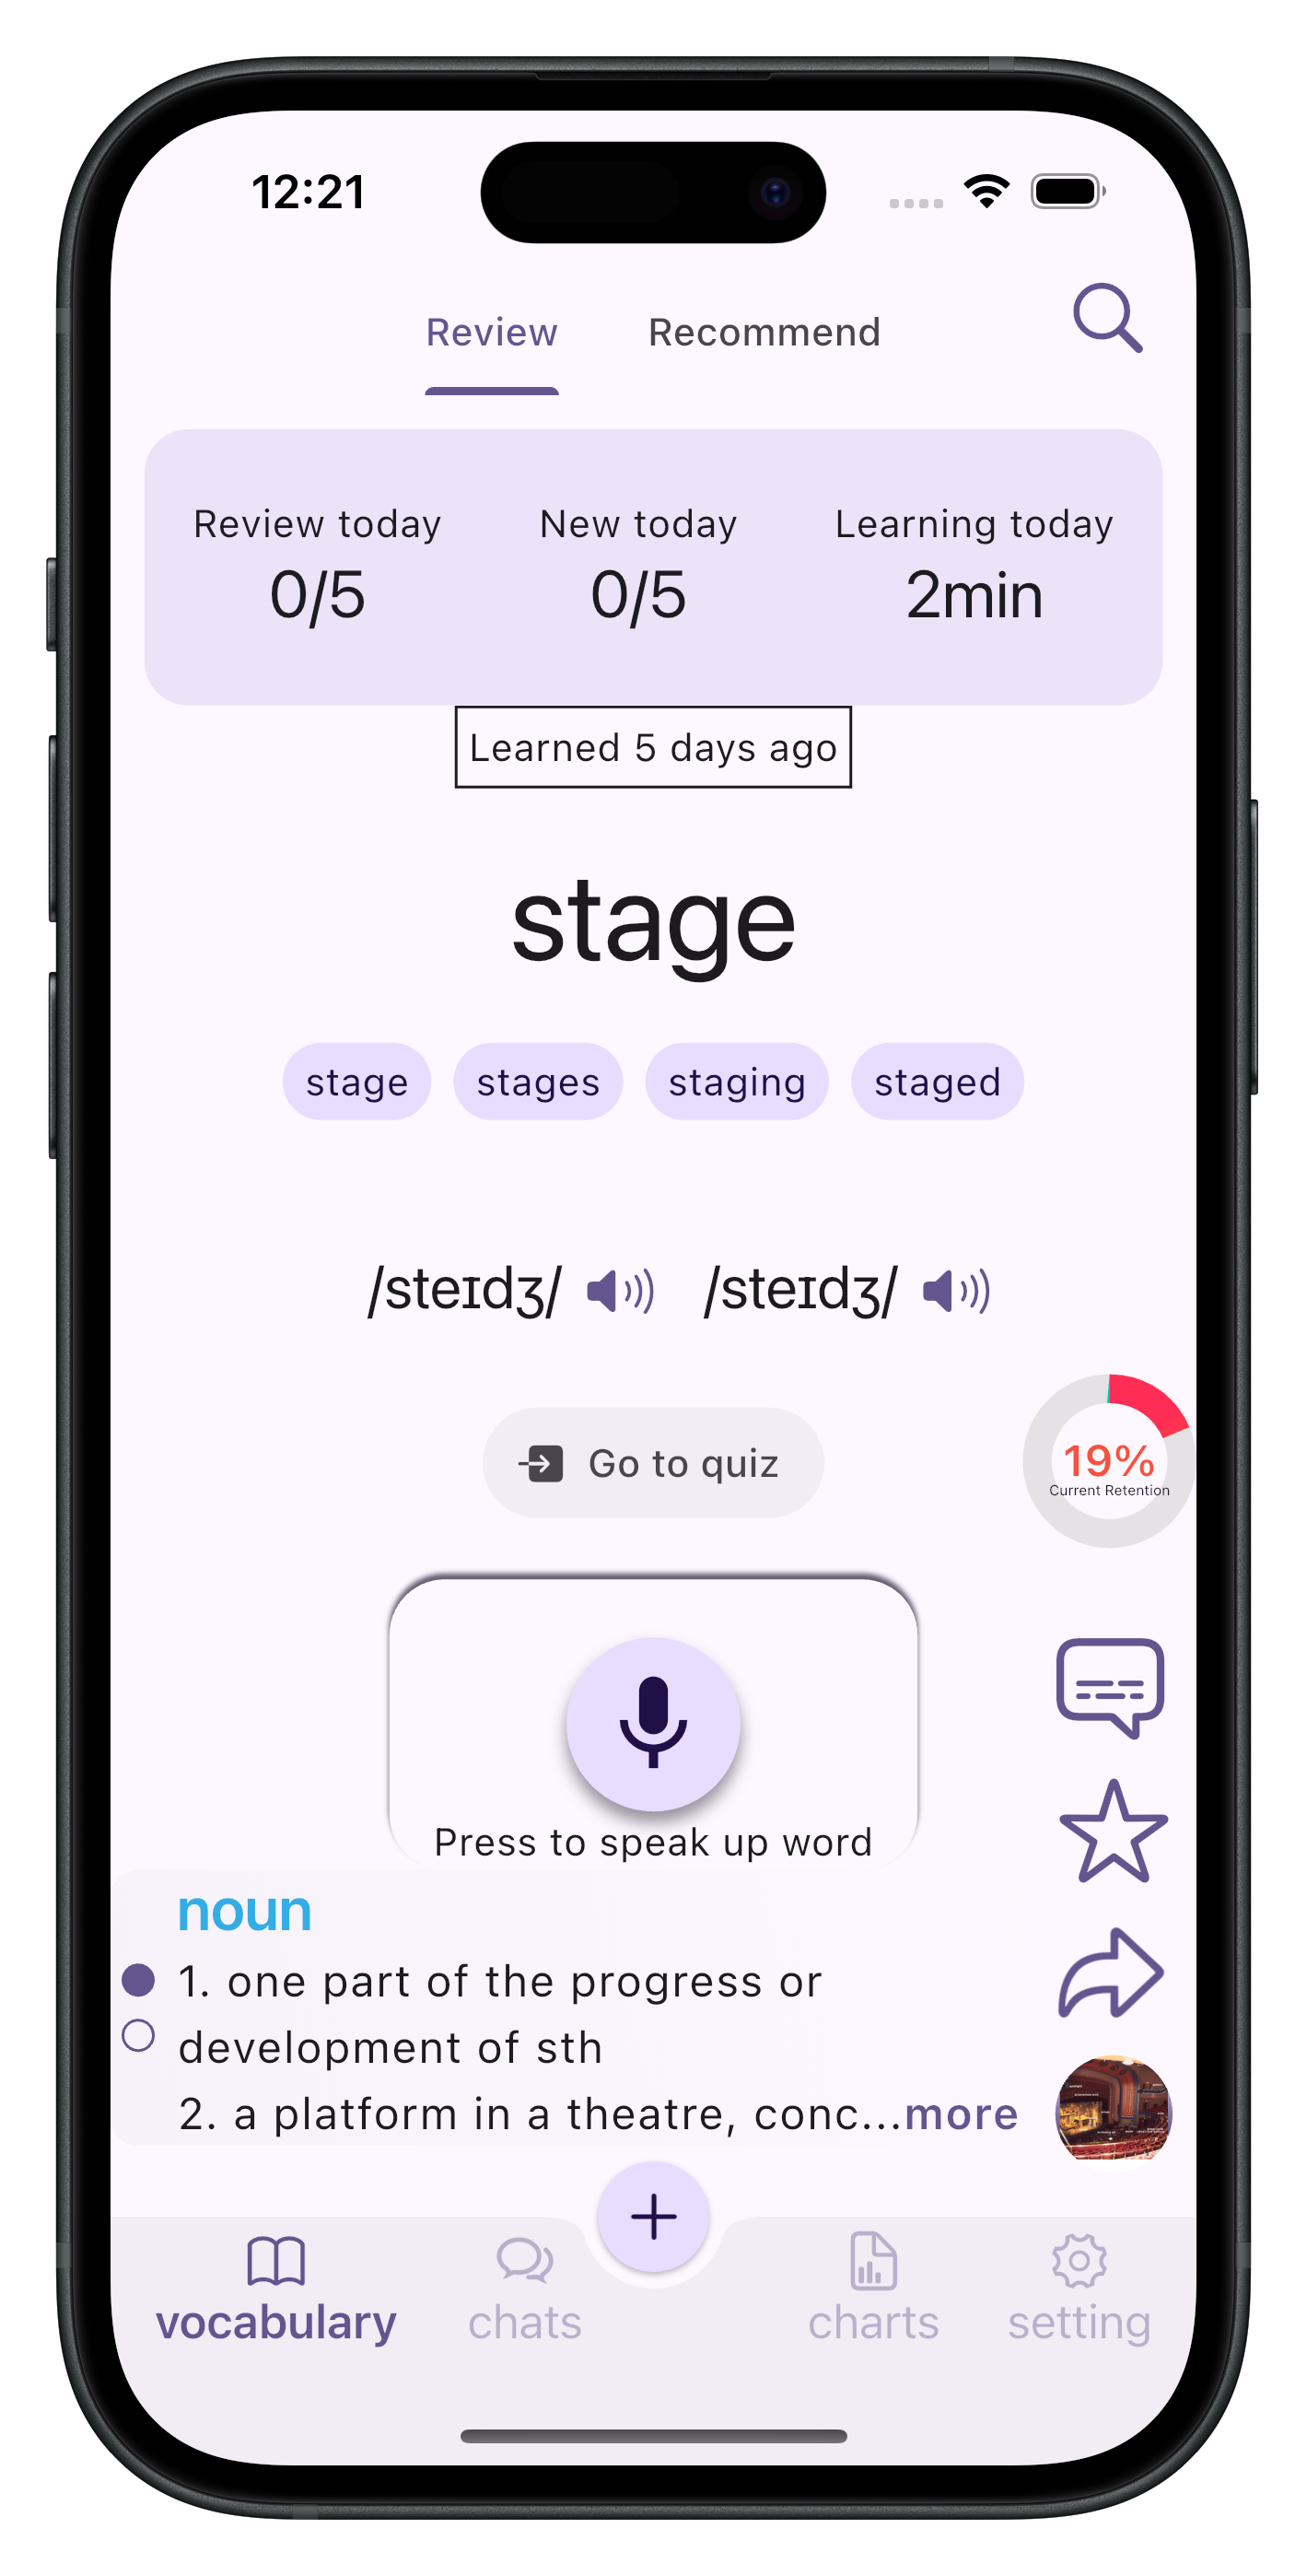 12:21
Review
Recommend
Review today
New today
Learning today
0/5
0/5
2min
Learned 5 days ago
stage
stage
stages
staging
staged
/steɪdʒ/
/steɪdʒ/
Go to quiz
19%
Current Retention
Press to speak up word
noun
1. one part of the progress or
development of sth
2. a platform in a theatre, conc...more
vocabulary
chats
charts
setting